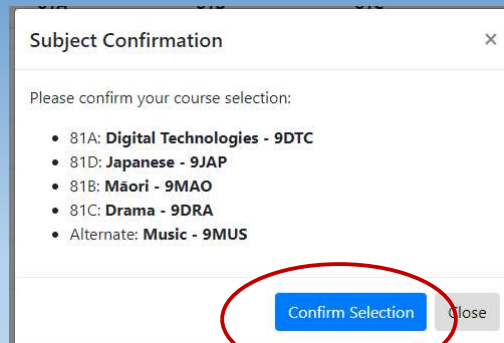 Subject Confirmation ×
Please confirm your course selection:
• 81A: Digital Technologies - 9DTC
• 81D: Japanese - 9JAP
• 81B: Māori - 9MAO
• 81C: Drama - 9DRA
• Alternate: Music - 9MUS
Confirm Selection Close